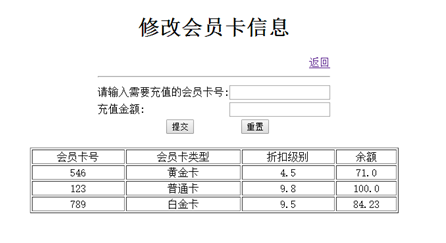 修改会员卡信息
返回
请输入需要充值的会员卡号:
充值金额:
提交 重置
会员卡号 会员卡类型 折扣级别 余额
546 黄金卡 4.5 71.0
123 普通卡 9.8 100.0
789 白金卡 9.5 84.23